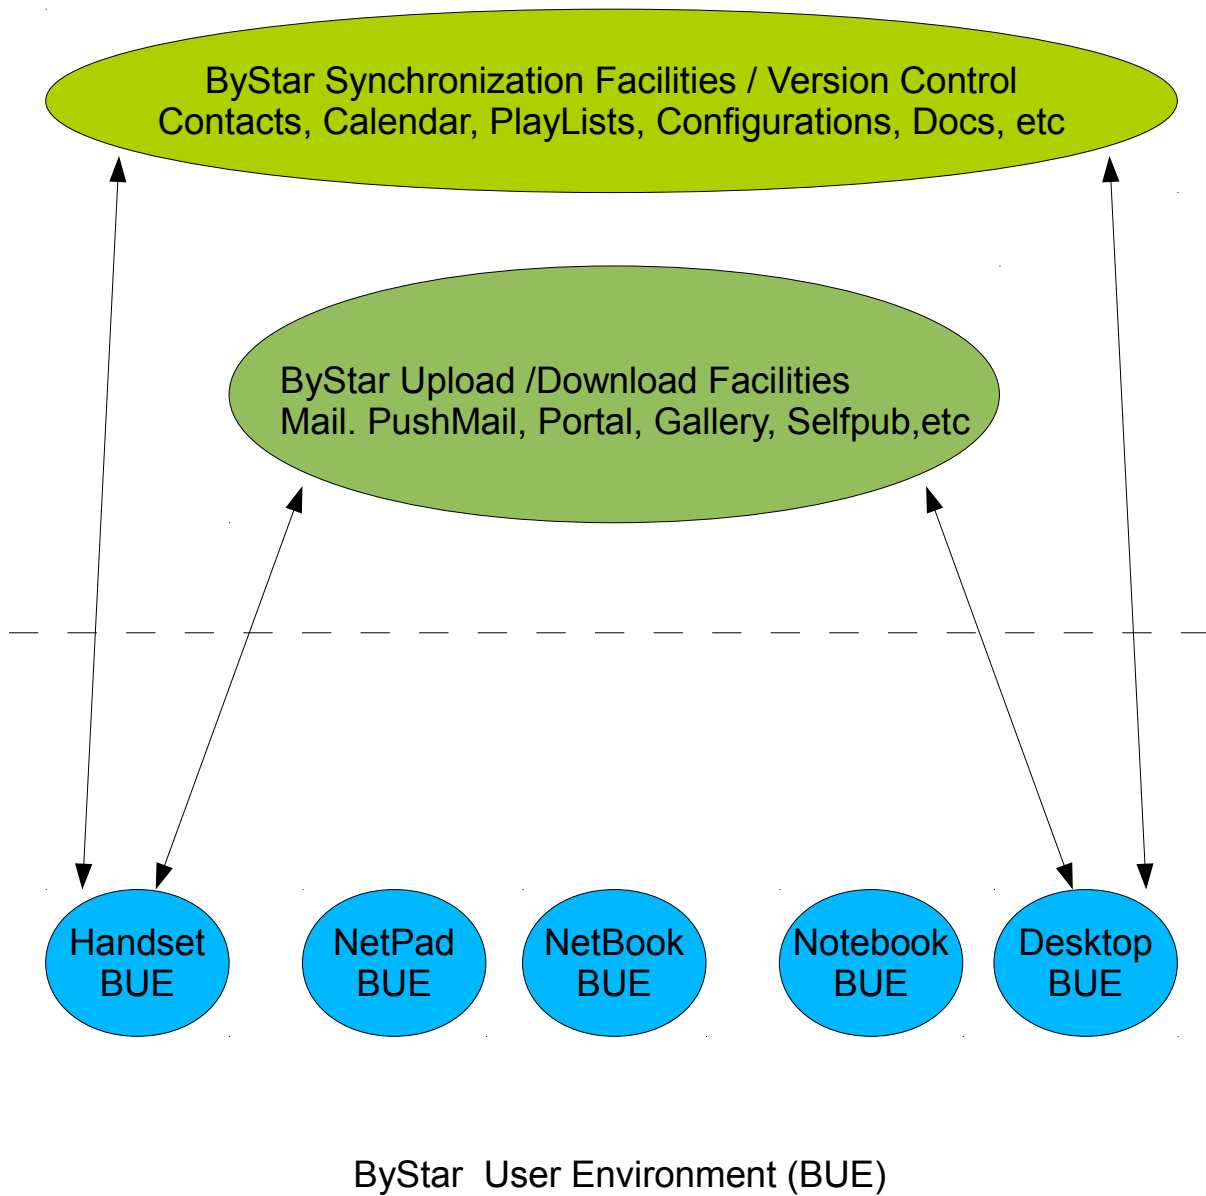 ByStar Synchronization Facilities / Version Control
Contacts, Calendar, PlayLists, Configurations, Docs, etc
ByStar Upload /Download Facilities
Mail. PushMail, Portal, Gallery, Selfpub,etc
Handset
BUE
NetPad
BUE
NetBook
BUE
Notebook
BUE
Desktop
BUE
ByStar  User Environment (BUE)